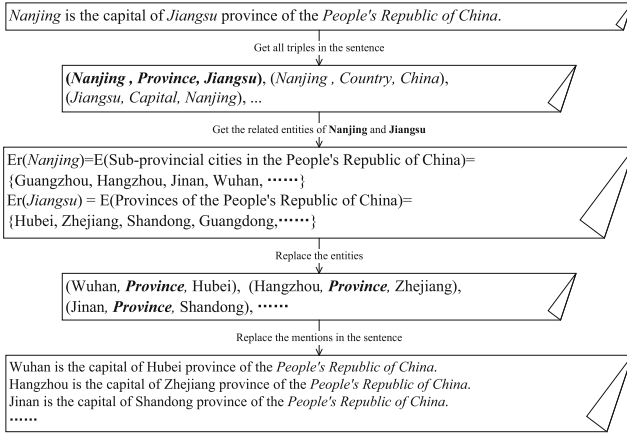 Nanjing is the capital of Jiangsu province of the People's Republic of China.
Get all triples in the sentence
(Nanjing , Province, Jiangsu), (Nanjing , Country, China),
(Jiangsu, Capital, Nanjing), ...
Get the related entities of Nanjing and Jiangsu
Er(Nanjing)=E(Sub-provincial cities in the People's Republic of China)=
{Guangzhou, Hangzhou, Jinan, Wuhan, ······}
Er(Jiangsu) = E(Provinces of the People's Republic of China)=
{Hubei, Zhejiang, Shandong, Guangdong,······}
Replace the entities
(Wuhan, Province, Hubei), (Hangzhou, Province, Zhejiang),
(Jinan, Province, Shandong), ······
Replace the mentions in the sentence
Wuhan is the capital of Hubei province of the People's Republic of China.
Hangzhou is the capital of Zhejiang province of the People's Republic of China.
Jinan is the capital of Shandong province of the People's Republic of China.
······